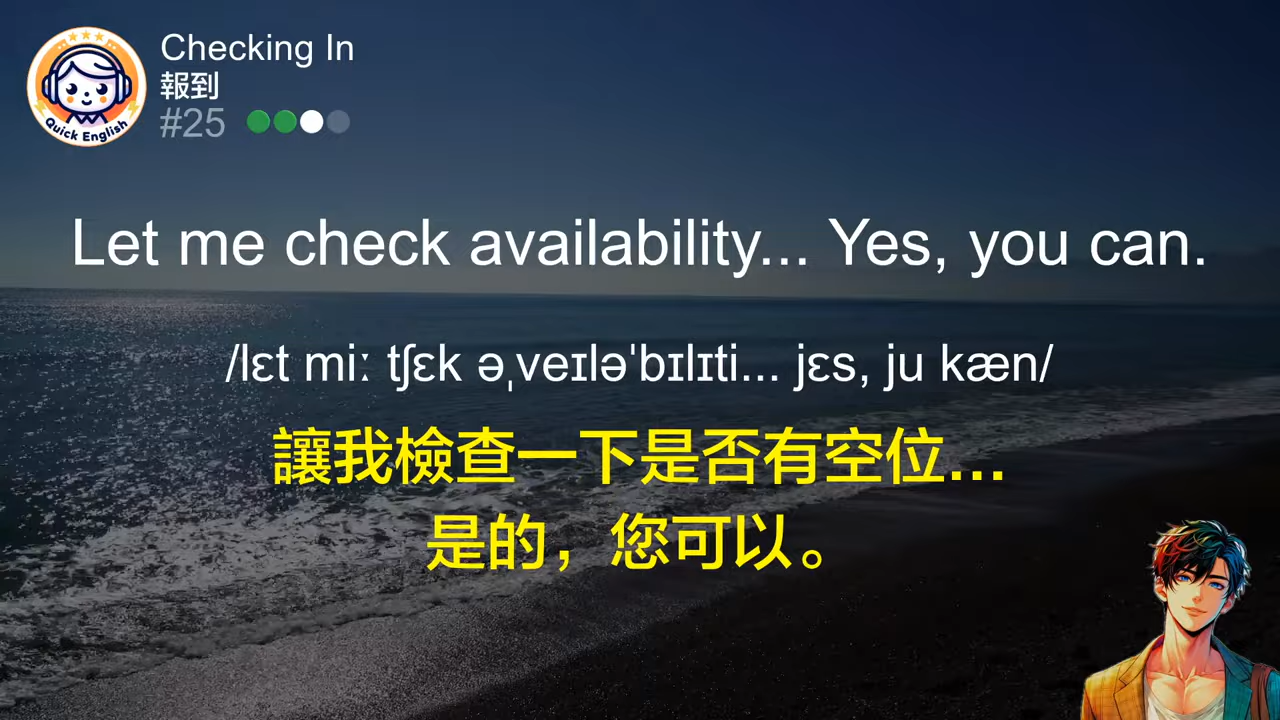 Quick English
Checking In
報到
#25
Let me check availability... Yes, you can.
/lɛt miː ʧɛk əˌveɪləˈbɪlɪti... jɛs, ju kæn/
讓我檢查一下是否有空位...
是的，您可以。